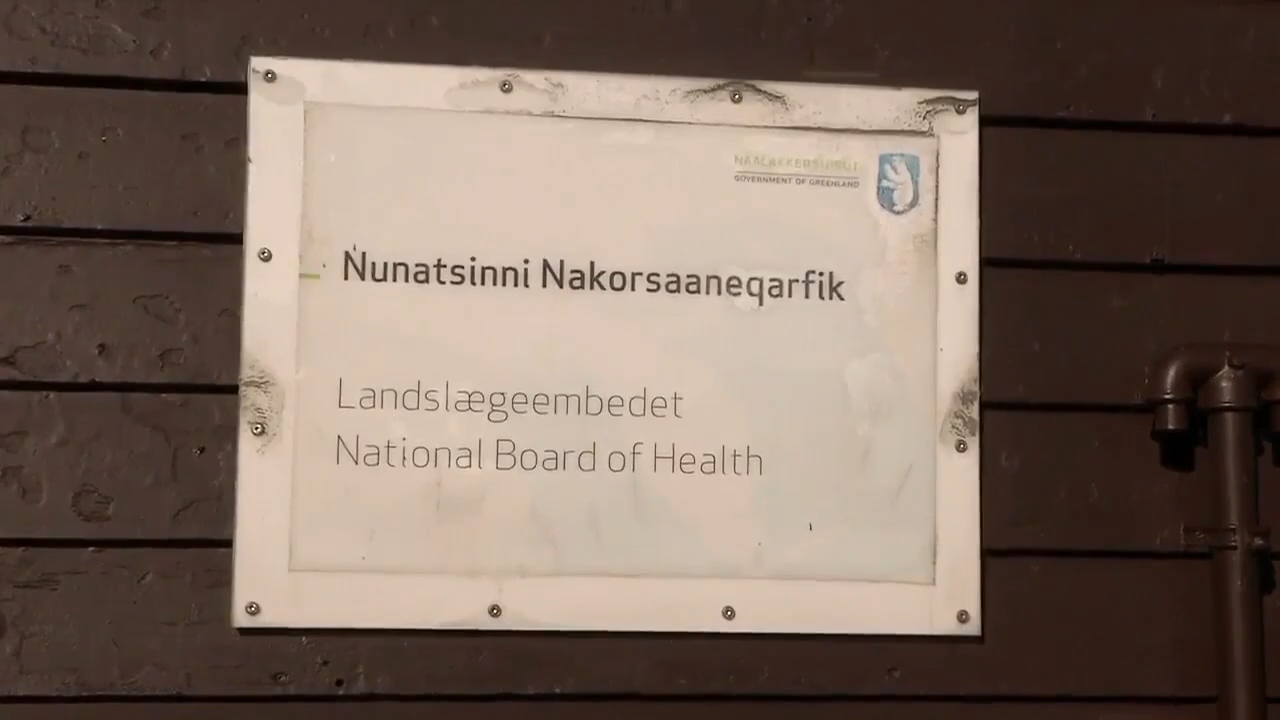 NAALAKKERSUISUT
GOVERNMENT OF GREENLAND
Nunatsinni Nakorsaaneqarfik
Landslægeembedet
National Board of Health